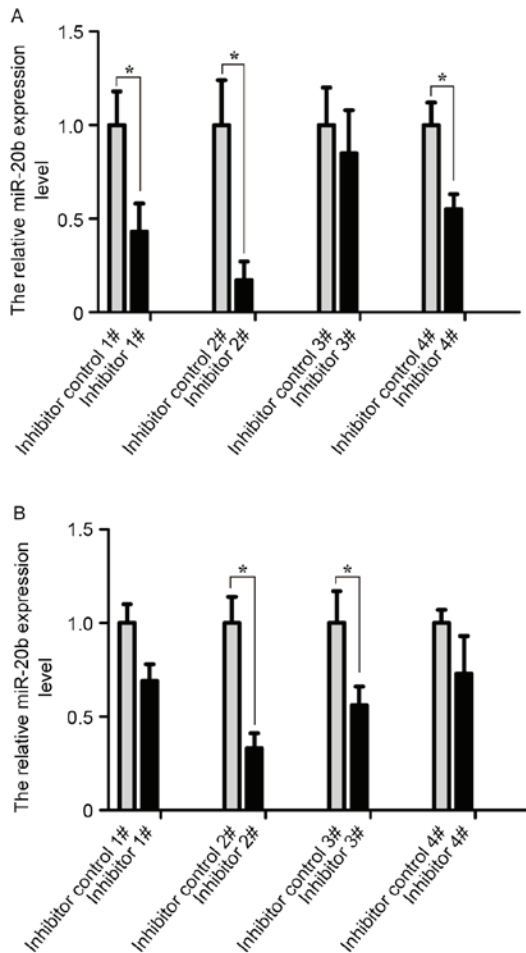 A
The relative miR-20b expression
level
1.5
1.0
0.5
0
*
*
*
Inhibitor control 1#
Inhibitor 1#
Inhibitor control 2#
Inhibitor 2#
Inhibitor control 3#
Inhibitor 3#
Inhibitor control 4#
Inhibitor 4#
B
The relative miR-20b expression
level
1.5
1.0
0.5
0
*
*
Inhibitor control 1#
Inhibitor 1#
Inhibitor control 2#
Inhibitor 2#
Inhibitor control 3#
Inhibitor 3#
Inhibitor control 4#
Inhibitor 4#